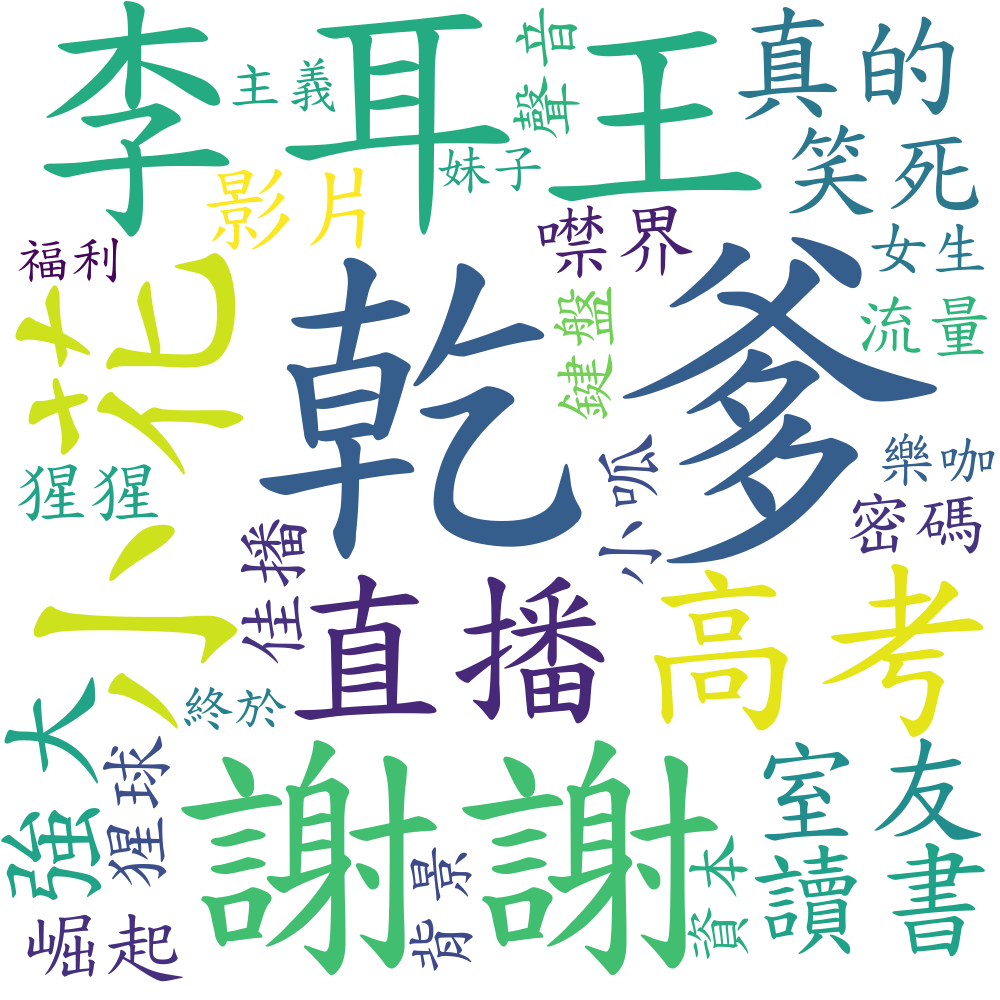 李耳王
主義
聲音
真的
妹子
笑死
影片
噤界
女生
福利
乾爹
小花
鍵盤
流量
猩猩
小呱
樂咖
密碼
佳播
直播
高考
強大
終於
猩球
謝謝
室友
背景
資本
讀書
崛起